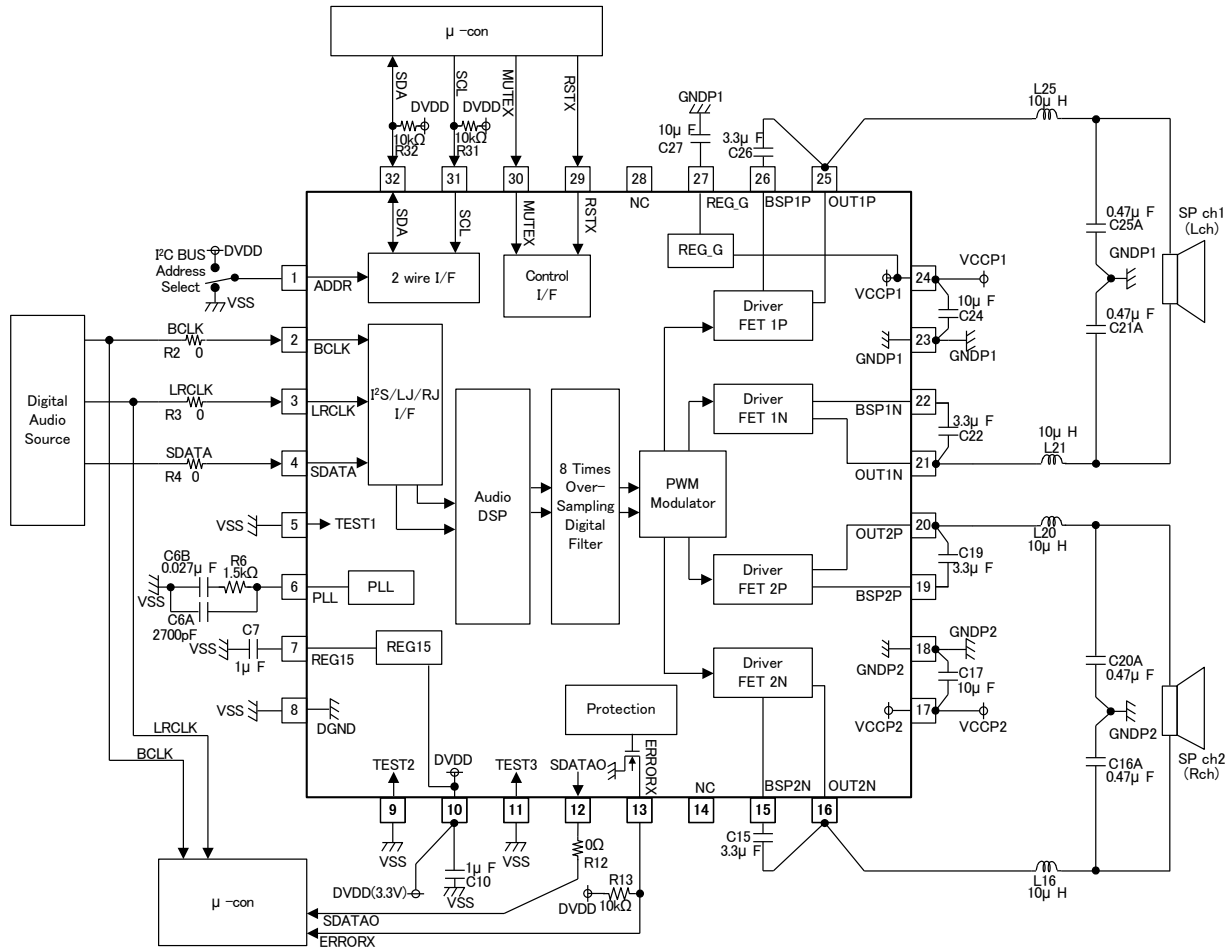 μ -con
SDA
SCL
MUTEX
RSTX
DVDD
DVDD
10kΩ
R32
10kΩ
R31
GNDP1
10μ F
C27
3.3μ F
C26
L25
10μ H
32
31
30
29
28
27
26
25
NC
REG_G
BSP1P
OUT1P
SDA
SCL
MUTEX
RSTX
I²C BUS
Address
Select
DVDD
VSS
1
ADDR
2 wire I/F
Control
I/F
REG_G
VCCP1
24
VCCP1
10μ F
C24
23
GNDP1
GNDP1
0.47μ F
C25A
GNDP1
0.47μ F
C21A
SP ch1
(Lch)
Digital
Audio
Source
BCLK
R2 0
2
BCLK
LRCLK
R3 0
3
LRCLK
SDATA
R4 0
4
SDATA
I²S/LJ/RJ
I/F
Audio
DSP
8 Times
Over-
Sampling
Digital
Filter
PWM
Modulator
Driver
FET 1P
Driver
FET 1N
Driver
FET 2P
Driver
FET 2N
BSP1N
22
3.3μ F
C22
OUT1N
21
10μ H
L21
20
OUT2P
L20
10μ H
C19
3.3μ F
19
BSP2P
VSS
5
TEST1
C6B
0.027μ F
R6
1.5kΩ
VSS
C6A
2700pF
6
PLL
PLL
C7
VSS
1μ F
7
REG15
REG15
VSS
8
DGND
18
GNDP2
GNDP2
C17
10μ F
17
VCCP2
VCCP2
C20A
0.47μ F
GNDP2
C16A
0.47μ F
SP ch2
(Rch)
Protection
ERRORX
LRCLK
BCLK
TEST2
DVDD
TEST3
SDATAO
NC
BSP2N
OUT2N
9
10
11
12
13
14
15
16
VSS
VSS
1μ F
C10
VSS
DVDD(3.3V)
0Ω
R12
R13
DVDD
10kΩ
C15
3.3μ F
L16
10μ H
μ -con
SDATAO
ERRORX